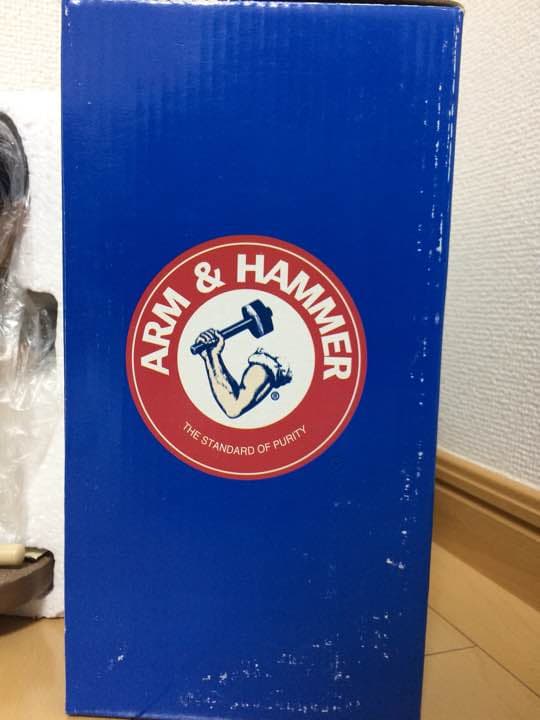 ARM & HAMMER
®
THE STANDARD OF PURITY